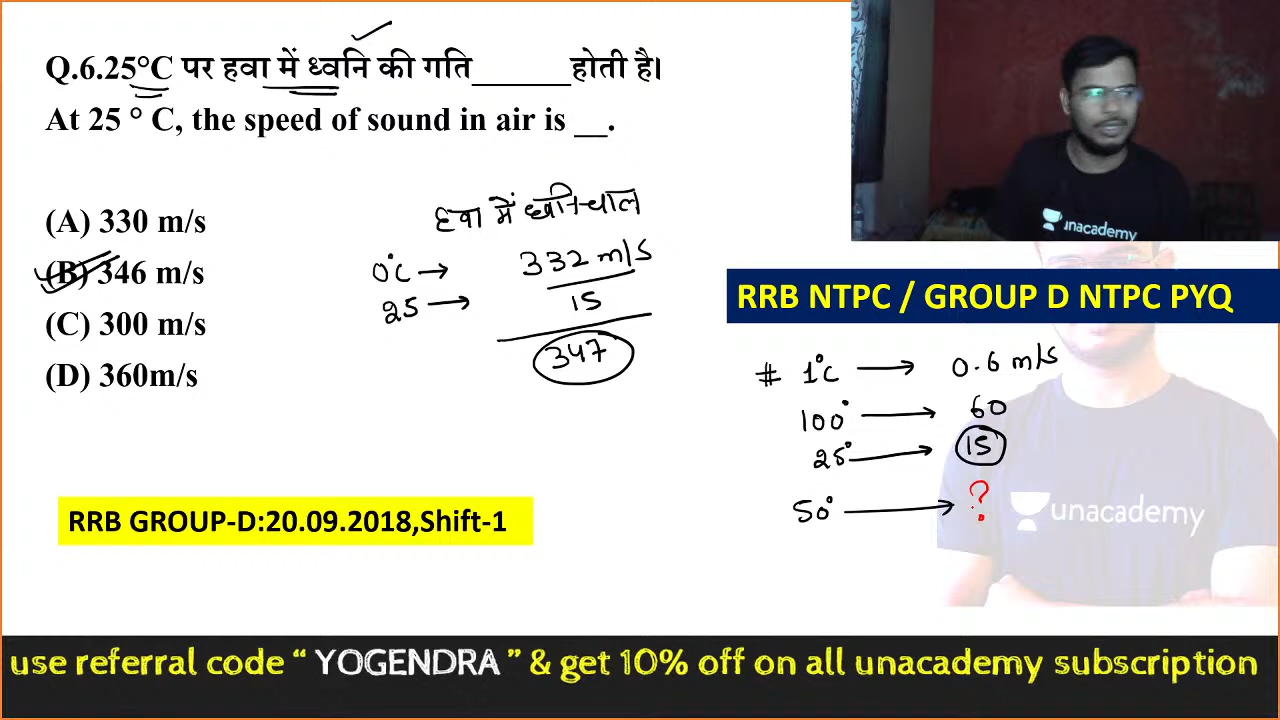 Q.6.25°C पर हवा में ध्वनि की गति______होती है।
At 25 ° C, the speed of sound in air is __.
(A) 330 m/s
(B) 346 m/s
(C) 300 m/s
(D) 360m/s
हवा में ध्वनि चाल
0°C → 332 m/s
25 → 15
347
RRB GROUP-D:20.09.2018,Shift-1
unacademy
RRB NTPC / GROUP D NTPC PYQ
# 1°C → 0.6 m/s
100° → 60
25° → 15
50° → ?
unacademy
use referral code “ YOGENDRA ” & get 10% off on all unacademy subscription